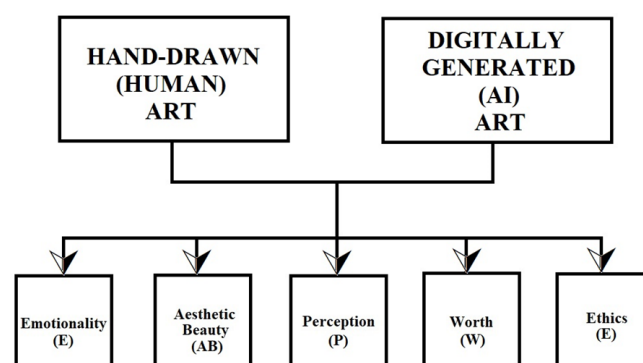 HAND-DRAWN
(HUMAN)
ART
DIGITALLY
GENERATED
(AI)
ART
Emotionality
(E)
Aesthetic
Beauty
(AB)
Perception
(P)
Worth
(W)
Ethics
(E)